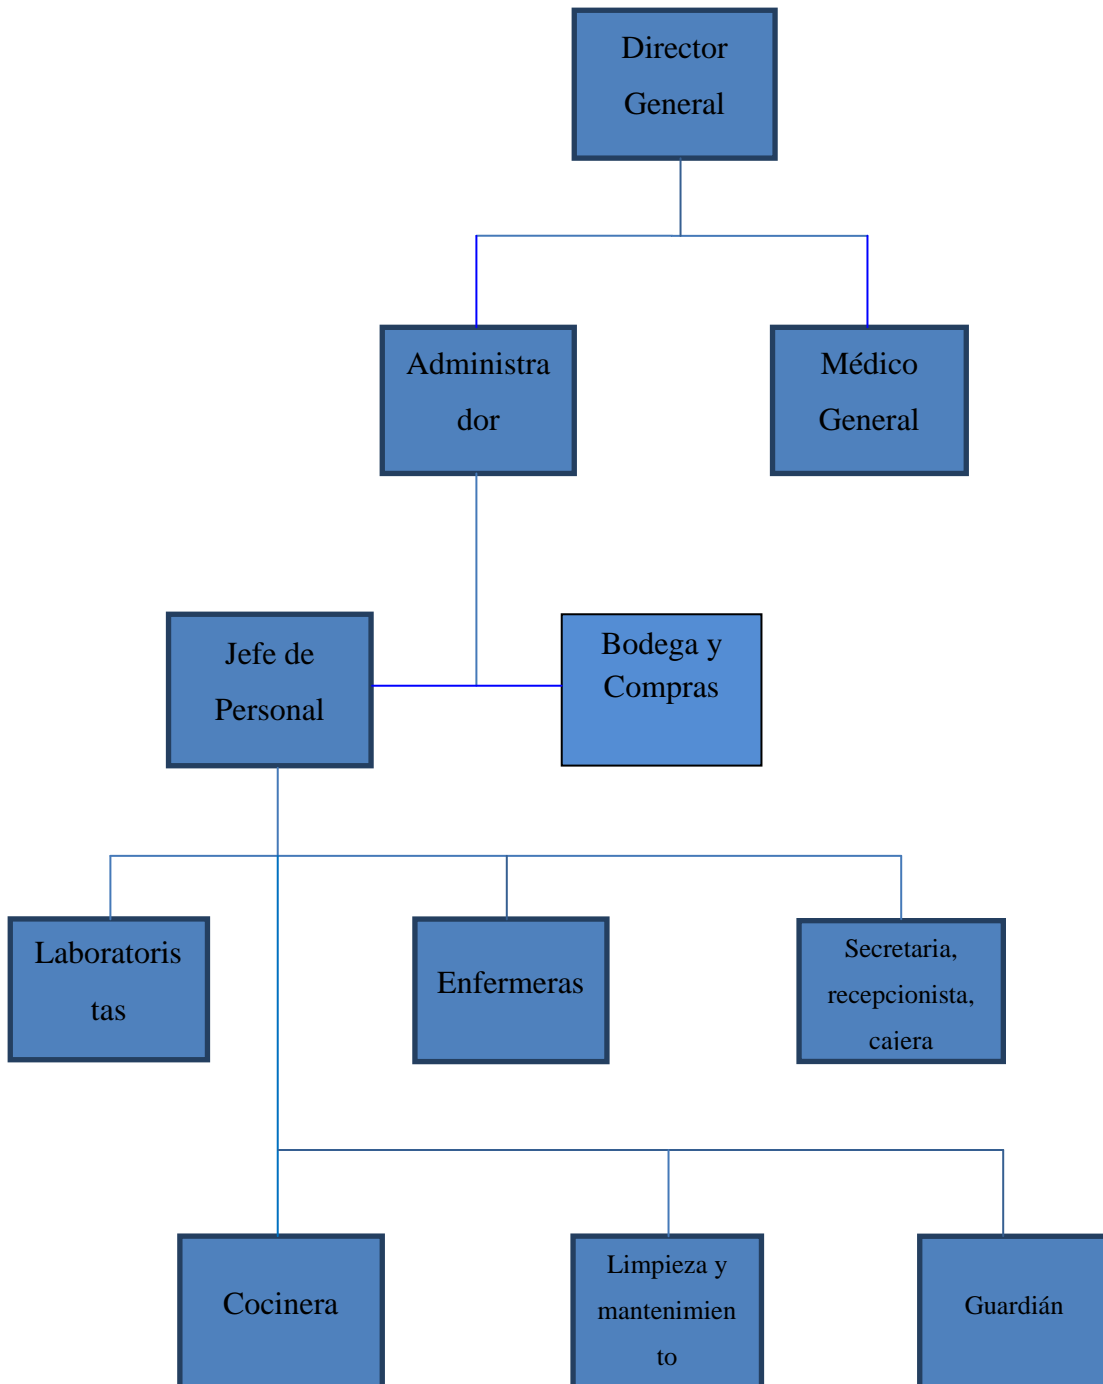 Director
General
Administra
dor
Médico
General
Jefe de
Personal
Bodega y
Compras
Laboratoris
tas
Enfermeras
Secretaria,
recepcionista,
cajera
Cocinera
Limpieza y
mantenimien
to
Guardián